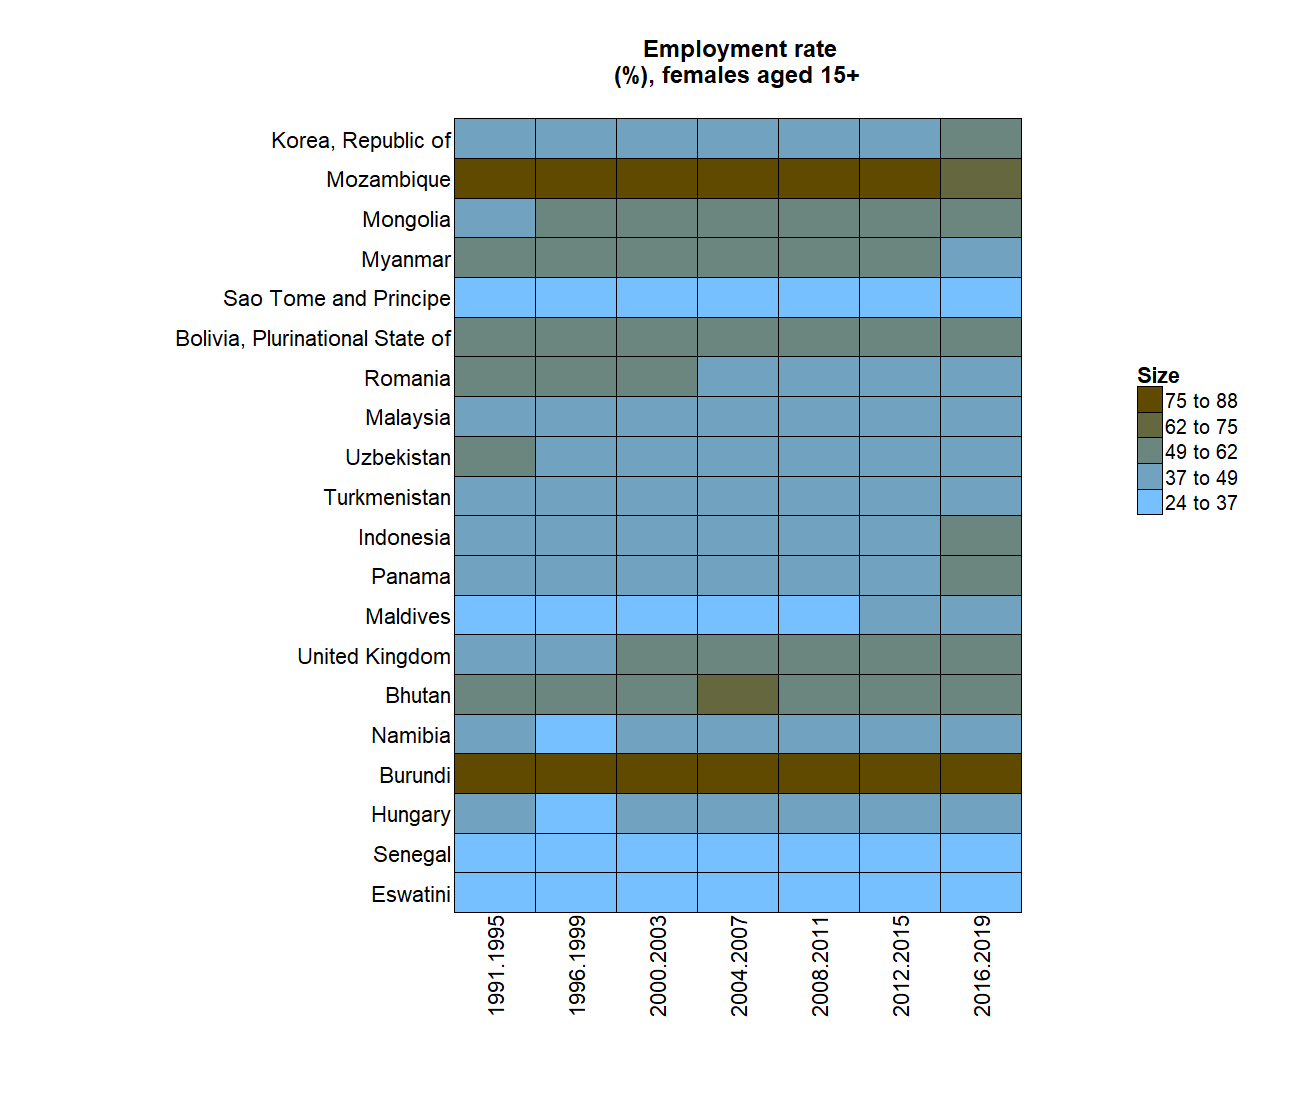 Employment rate
(%), females aged 15+
Korea, Republic of
Mozambique
Mongolia
Myanmar
Sao Tome and Principe
Bolivia, Plurinational State of
Romania
Malaysia
Uzbekistan
Turkmenistan
Indonesia
Panama
Maldives
United Kingdom
Bhutan
Namibia
Burundi
Hungary
Senegal
Eswatini
1991.1995
1996.1999
2000.2003
2004.2007
2008.2011
2012.2015
2016.2019
Size
75 to 88
62 to 75
49 to 62
37 to 49
24 to 37